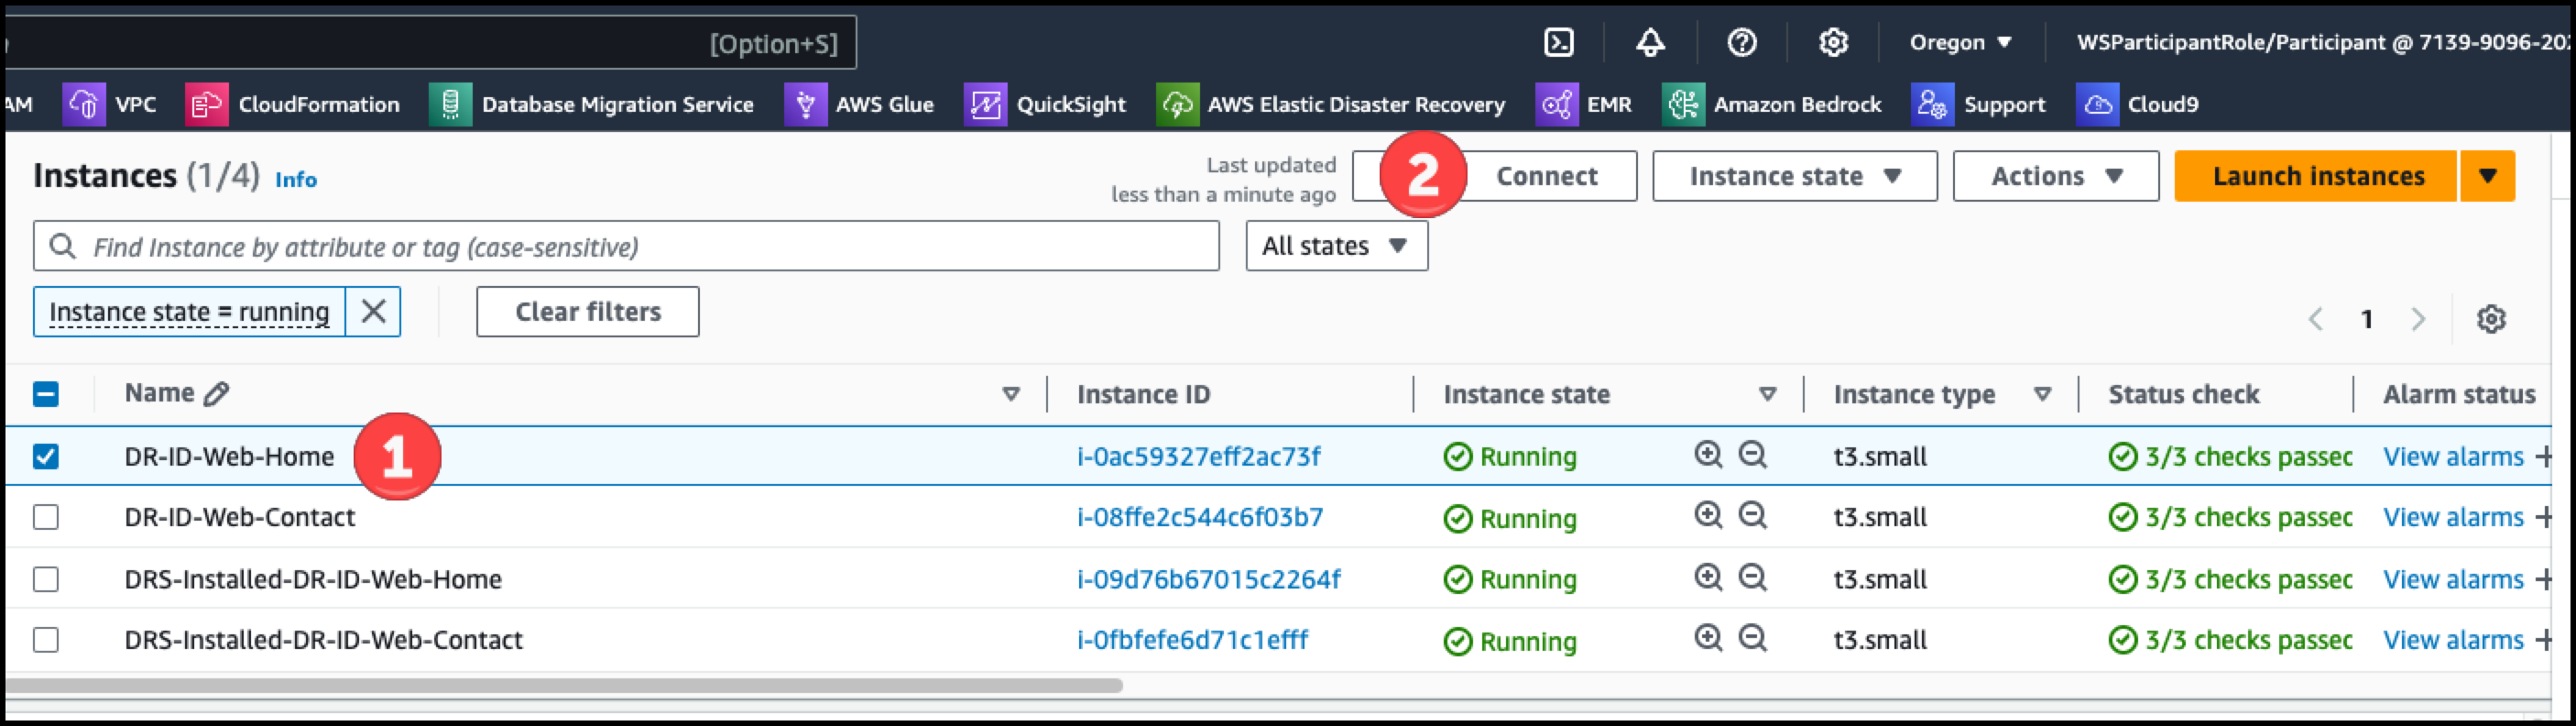 [Option+S]
Oregon
WSParticipantRole/Participant @ 7139-9096-202
AM
VPC
CloudFormation
Database Migration Service
AWS Glue
QuickSight
AWS Elastic Disaster Recovery
EMR
Amazon Bedrock
Support
Cloud9
Instances (1/4) Info
Last updated
less than a minute ago
2
Connect
Instance state
Actions
Launch instances
Find Instance by attribute or tag (case-sensitive)
All states
Instance state = running
Clear filters
1
Name
Instance ID
Instance state
Instance type
Status check
Alarm status
DR-ID-Web-Home
1
i-0ac59327eff2ac73f
Running
t3.small
3/3 checks passec
View alarms +
DR-ID-Web-Contact
i-08ffe2c544c6f03b7
Running
t3.small
3/3 checks passec
View alarms +
DRS-Installed-DR-ID-Web-Home
i-09d76b67015c2264f
Running
t3.small
3/3 checks passec
View alarms +
DRS-Installed-DR-ID-Web-Contact
i-0fbfefe6d71c1efff
Running
t3.small
3/3 checks passec
View alarms +